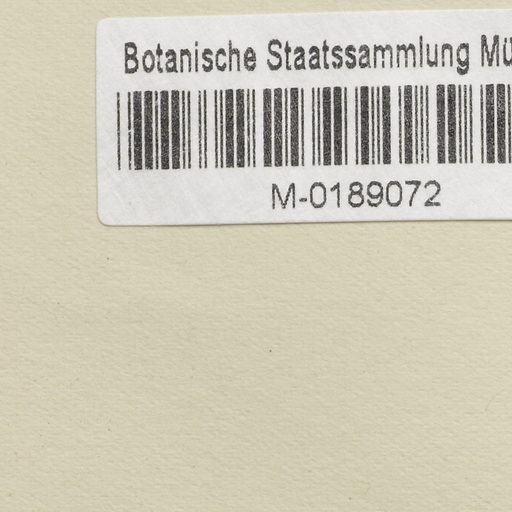 Botanische Staatssammlung Mü
M-0189072